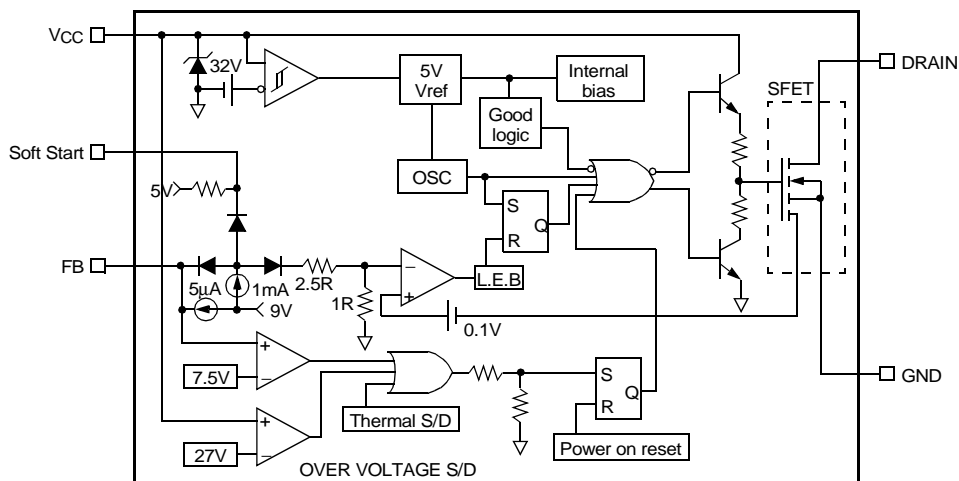 VCC
32V
5V
Vref
Internal
bias
Good
logic
DRAIN
SFET
Soft Start
5V
OSC
S
R
Q
FB
5μA
1mA
9V
2.5R
1R
−
+
L.E.B
0.1V
+
−
7.5V
Thermal S/D
S
R
Q
GND
+
−
27V
Power on reset
OVER VOLTAGE S/D